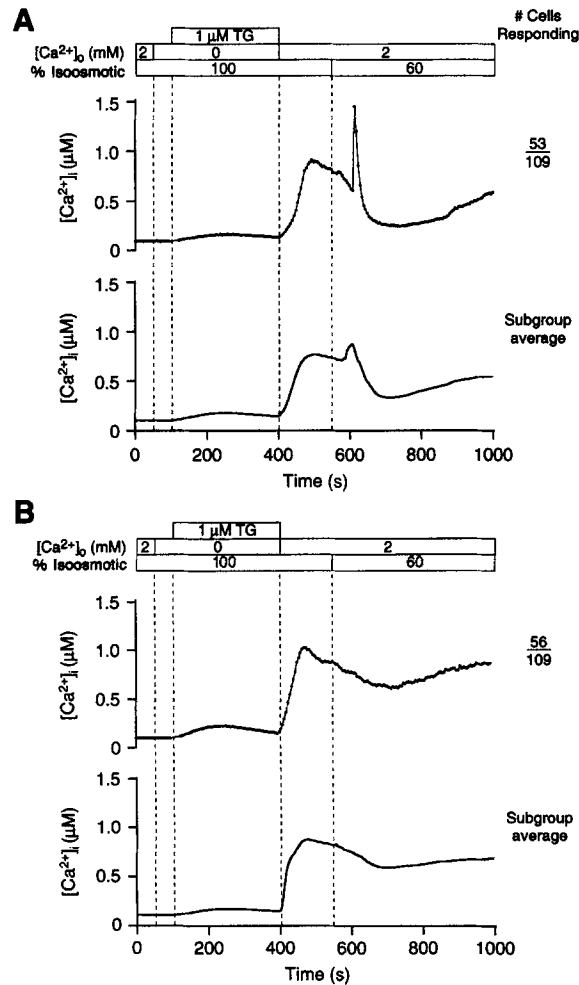 A
# Cells
Responding
1 μM TG
[Ca²⁺]ₒ (mM) 2 0 2
% Isoosmotic 100 60
1.5
1.0
0.5
0
[Ca²⁺]ᵢ (μM)
53
109
1.5
1.0
0.5
0
[Ca²⁺]ᵢ (μM)
Subgroup
average
0 200 400 600 800 1000
Time (s)
B
1 μM TG
[Ca²⁺]ₒ (mM) 2 0 2
% Isoosmotic 100 60
1.5
1.0
0.5
0
[Ca²⁺]ᵢ (μM)
56
109
1.5
1.0
0.5
0
[Ca²⁺]ᵢ (μM)
Subgroup
average
0 200 400 600 800 1000
Time (s)